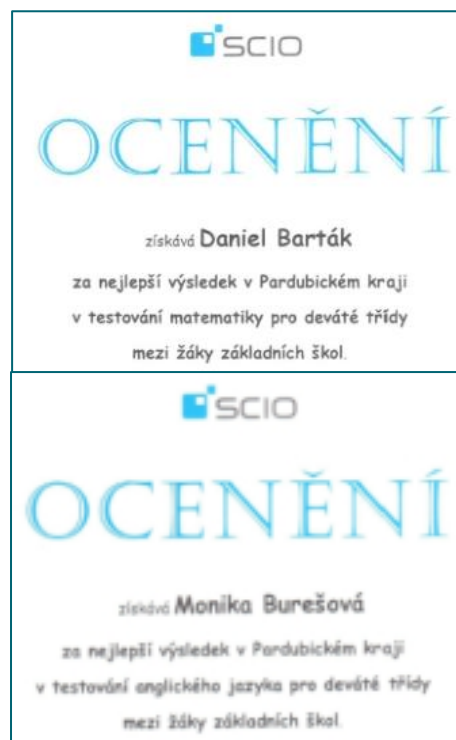 SCIO
OCENĚNÍ
získává Daniel Barták
za nejlepší výsledek v Pardubickém kraji
v testování matematiky pro deváté třídy
mezi žáky základních škol.
SCIO
OCENĚNÍ
získává Monika Burešová
za nejlepší výsledek v Pardubickém kraji
v testování anglického jazyka pro deváté třídy
mezi žáky základních škol.